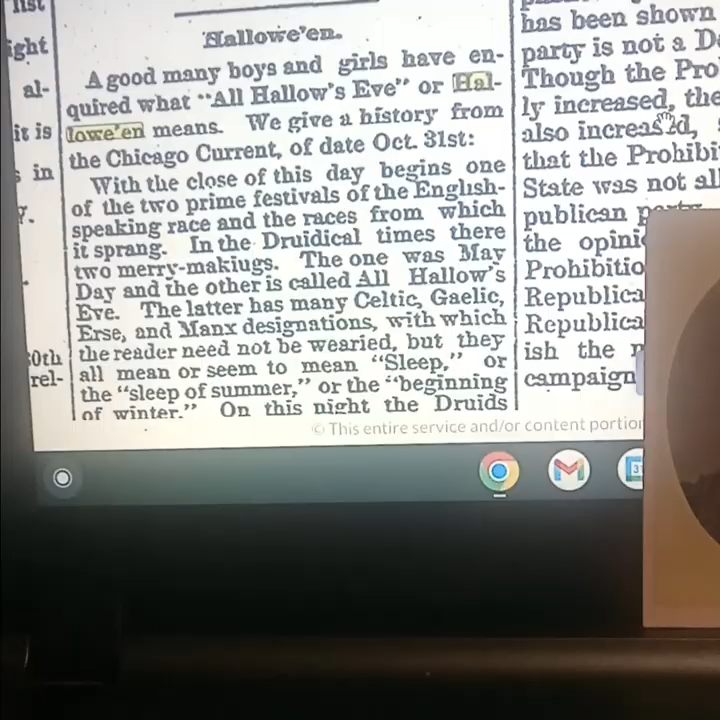 list
ight
al-
it is
s in
30th
rel-
Hallowe'en.
A good many boys and girls have en-
quired what "All Hallow's Eve" or Hal-
lowe'en means. We give a history from
the Chicago Current, of date Oct. 31st:
With the close of this day begins one
of the two prime festivals of the English-
speaking race and the races from which
it sprang. In the Druidical times there
two merry-makiugs. The one was May
Day and the other is called All Hallow's
Eve. The latter has many Celtic, Gaelic,
Erse, and Manx designations, with which
the reader need not be wearied, but they
all mean or seem to mean "Sleep," or
the "sleep of summer," or the "beginning
of winter." On this night the Druids
has been shown
party is not a D
Though the Pro
ly increased, the
also increased,
that the Prohibi
State was not all
publican party
the opini
Prohibitio
Republica
Republica
ish the
campaign
© This entire service and/or content portion
31